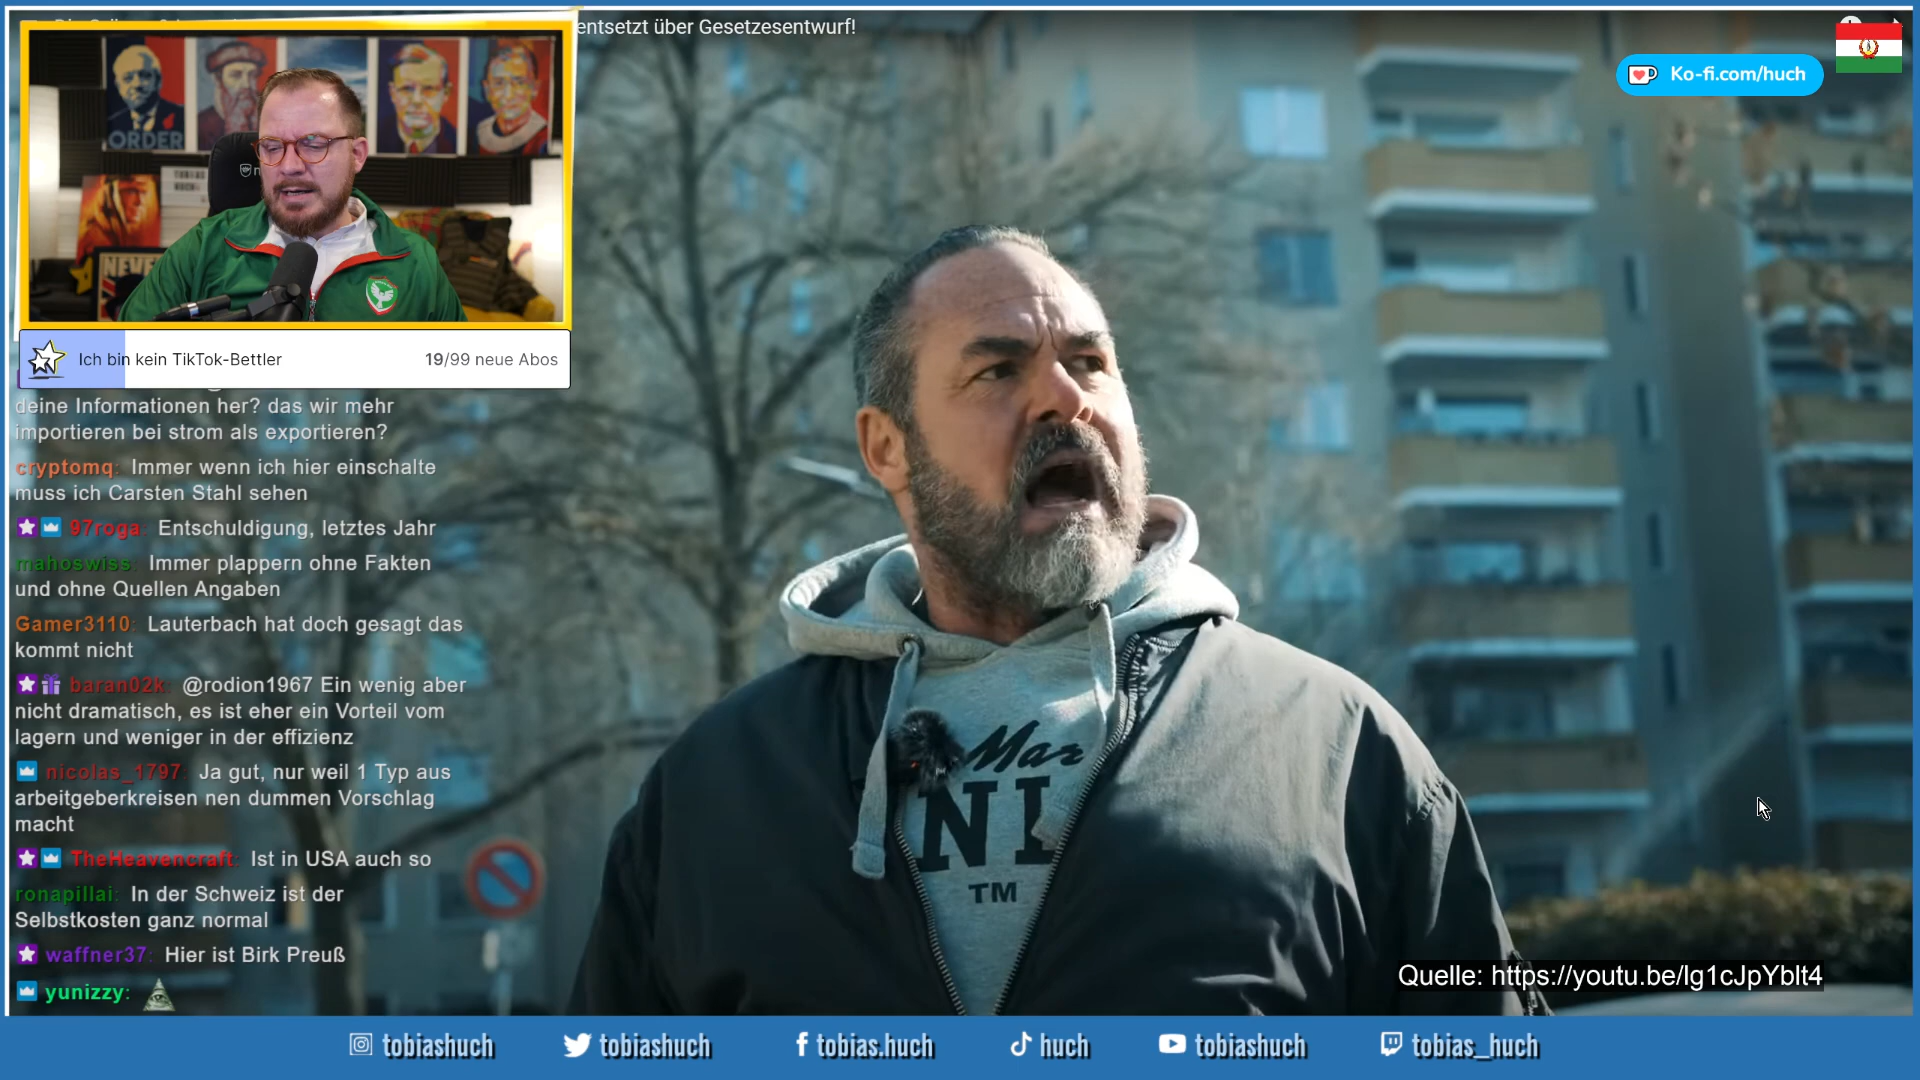 entsetzt über Gesetzesentwurf!
Ko-fi.com/huch
ORDER
NEVE
Ich bin kein TikTok-Bettler 19/99 neue Abos
deine Informationen her? das wir mehr
importieren bei strom als exportieren?
cryptomq: Immer wenn ich hier einschalte
muss ich Carsten Stahl sehen
97roga: Entschuldigung, letztes Jahr
mahoswiss: Immer plappern ohne Fakten
und ohne Quellen Angaben
Gamer3110: Lauterbach hat doch gesagt das
kommt nicht
baran02k: @rodion1967 Ein wenig aber
nicht dramatisch, es ist eher ein Vorteil vom
lagern und weniger in der effizienz
nicolas_1797: Ja gut, nur weil 1 Typ aus
arbeitgeberkreisen nen dummen Vorschlag
macht
TheHeavencraft: Ist in USA auch so
ronapillai: In der Schweiz ist der
Selbstkosten ganz normal
waffner37: Hier ist Birk Preuß
yunizzy:
Mar
NI
TM
Quelle: https://youtu.be/Ig1cJpYbIt4
tobiashuch tobiashuch tobias.huch huch tobiashuch tobias_huch